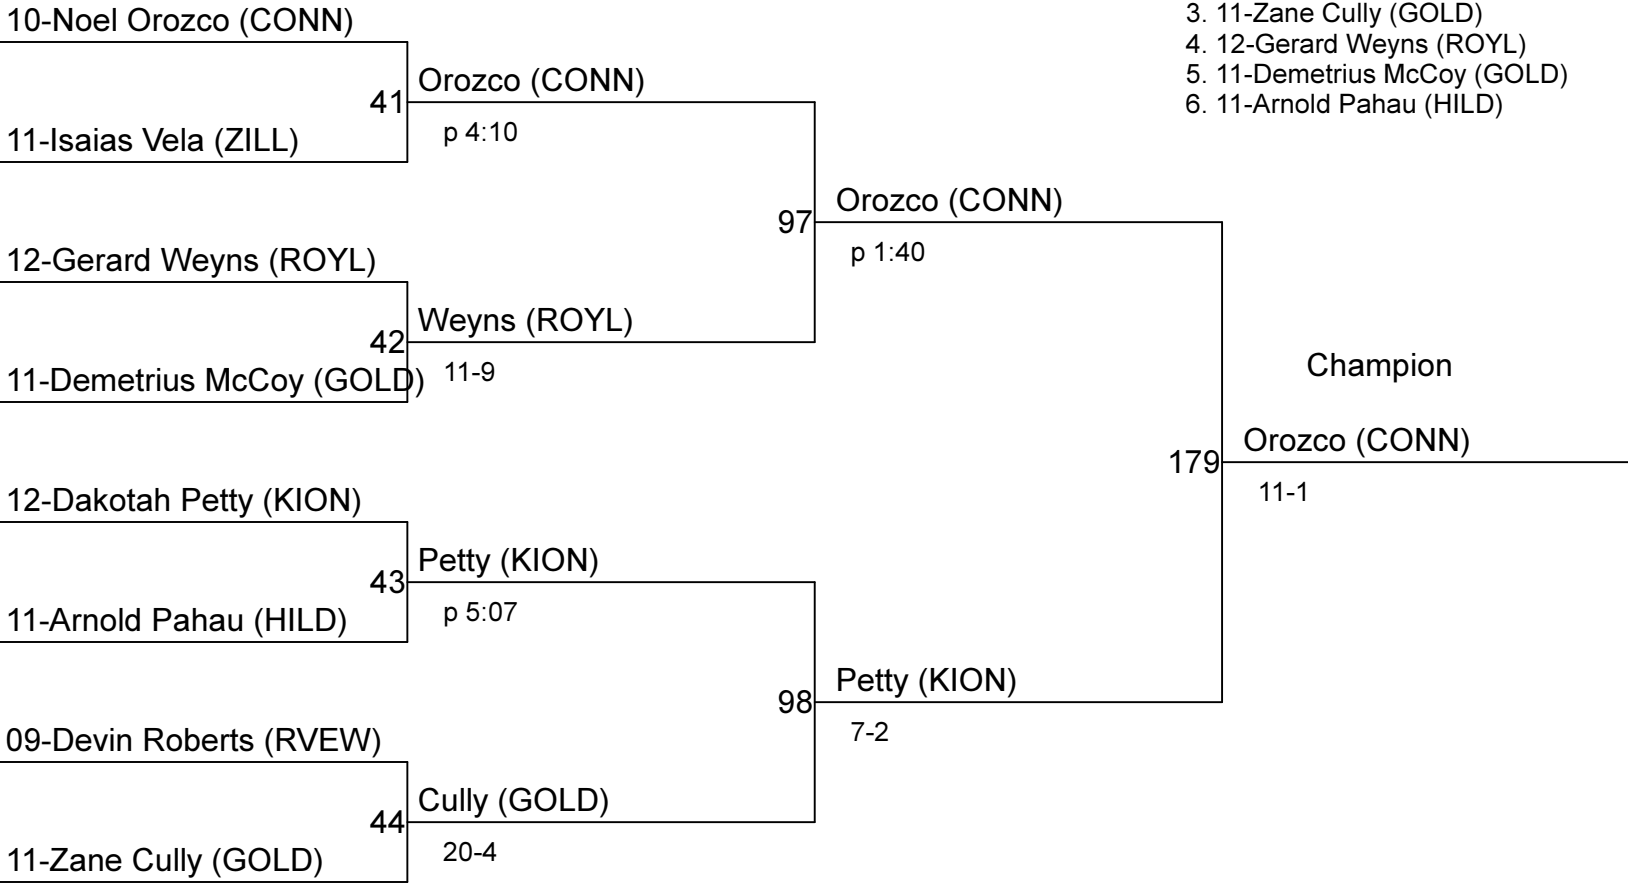 10-Noel Orozco (CONN)
3. 11-Zane Cully (GOLD)
4. 12-Gerard Weyns (ROYL)
5. 11-Demetrius McCoy (GOLD)
6. 11-Arnold Pahau (HILD)
41
Orozco (CONN)
p 4:10
11-Isaias Vela (ZILL)
97
Orozco (CONN)
p 1:40
12-Gerard Weyns (ROYL)
42
Weyns (ROYL)
11-9
11-Demetrius McCoy (GOLD)
Champion
179
Orozco (CONN)
11-1
12-Dakotah Petty (KION)
43
Petty (KION)
p 5:07
11-Arnold Pahau (HILD)
98
Petty (KION)
7-2
09-Devin Roberts (RVEW)
44
Cully (GOLD)
20-4
11-Zane Cully (GOLD)